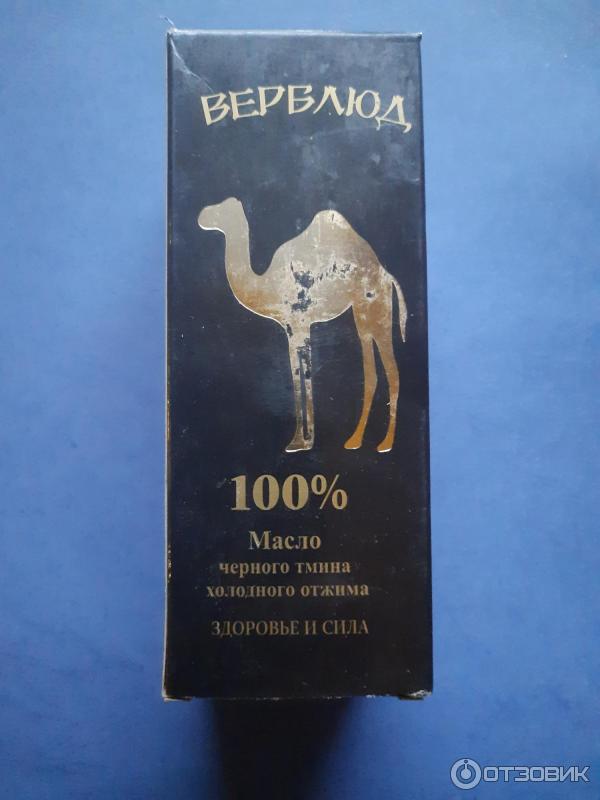 ВЕРБЛЮД
100%
Масло
черного тмина
холодного отжима
ЗДОРОВЬЕ И СИЛА
ОТЗОВИК